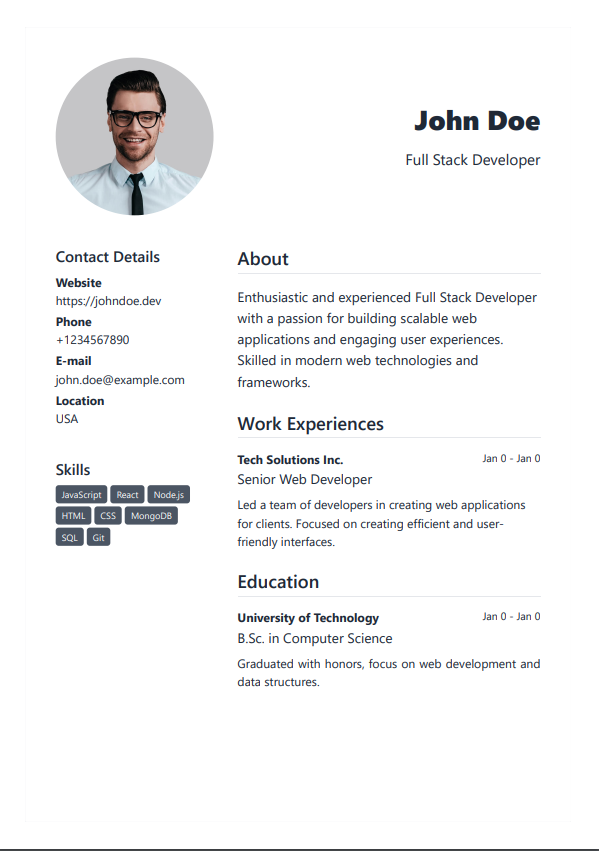 John Doe
Full Stack Developer
Contact Details
Website
https://johndoe.dev
Phone
+1234567890
E-mail
john.doe@example.com
Location
USA
Skills
JavaScript React Node.js
HTML CSS MongoDB
SQL Git
About
Enthusiastic and experienced Full Stack Developer
with a passion for building scalable web
applications and engaging user experiences.
Skilled in modern web technologies and
frameworks.
Work Experiences
Tech Solutions Inc. Jan 0 - Jan 0
Senior Web Developer
Led a team of developers in creating web applications
for clients. Focused on creating efficient and user-
friendly interfaces.
Education
University of Technology Jan 0 - Jan 0
B.Sc. in Computer Science
Graduated with honors, focus on web development and
data structures.